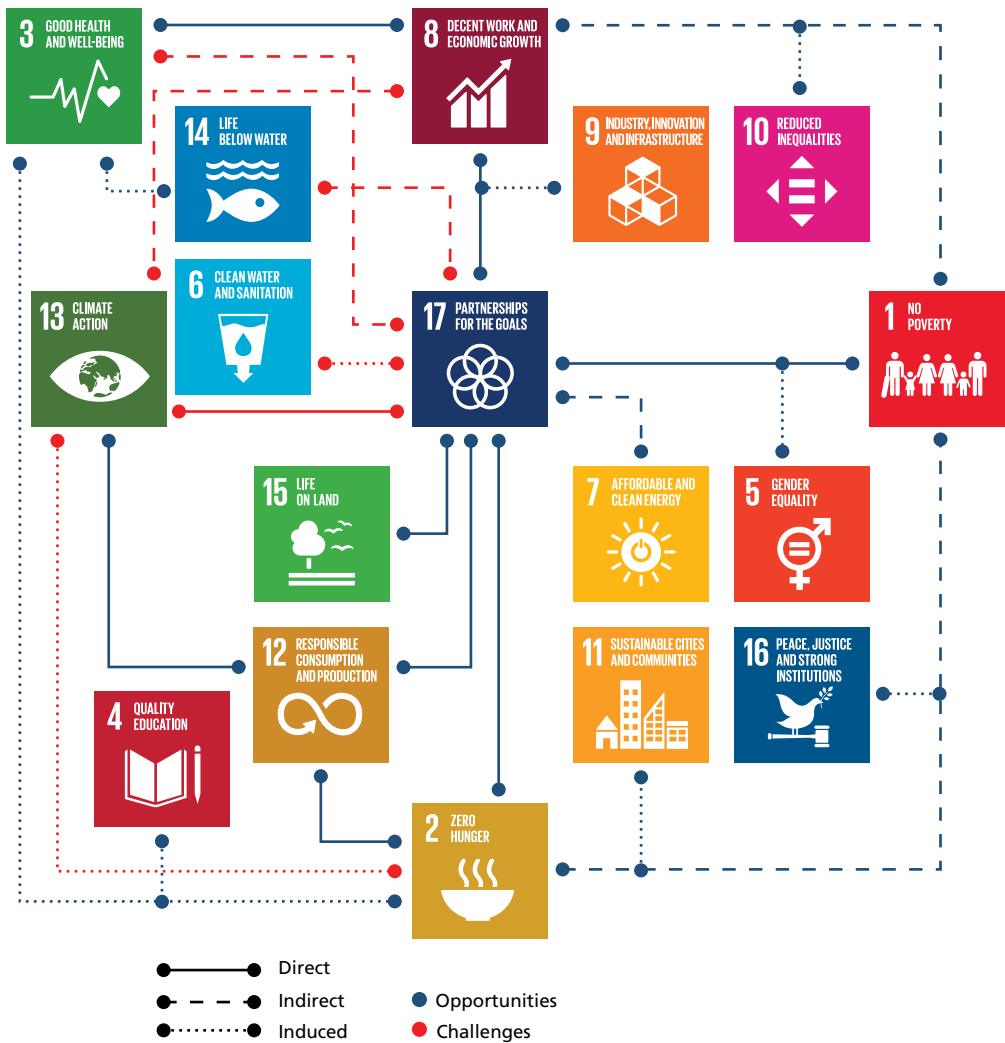 3 GOOD HEALTH
AND WELL-BEING
8 DECENT WORK AND
ECONOMIC GROWTH
14 LIFE
BELOW WATER
9 INDUSTRY, INNOVATION
AND INFRASTRUCTURE
10 REDUCED
INEQUALITIES
6 CLEAN WATER
AND SANITATION
13 CLIMATE
ACTION
17 PARTNERSHIPS
FOR THE GOALS
1 NO
POVERTY
15 LIFE
ON LAND
7 AFFORDABLE AND
CLEAN ENERGY
5 GENDER
EQUALITY
12 RESPONSIBLE
CONSUMPTION
AND PRODUCTION
11 SUSTAINABLE CITIES
AND COMMUNITIES
16 PEACE, JUSTICE
AND STRONG
INSTITUTIONS
4 QUALITY
EDUCATION
2 ZERO
HUNGER
Direct
Indirect
Induced
Opportunities
Challenges